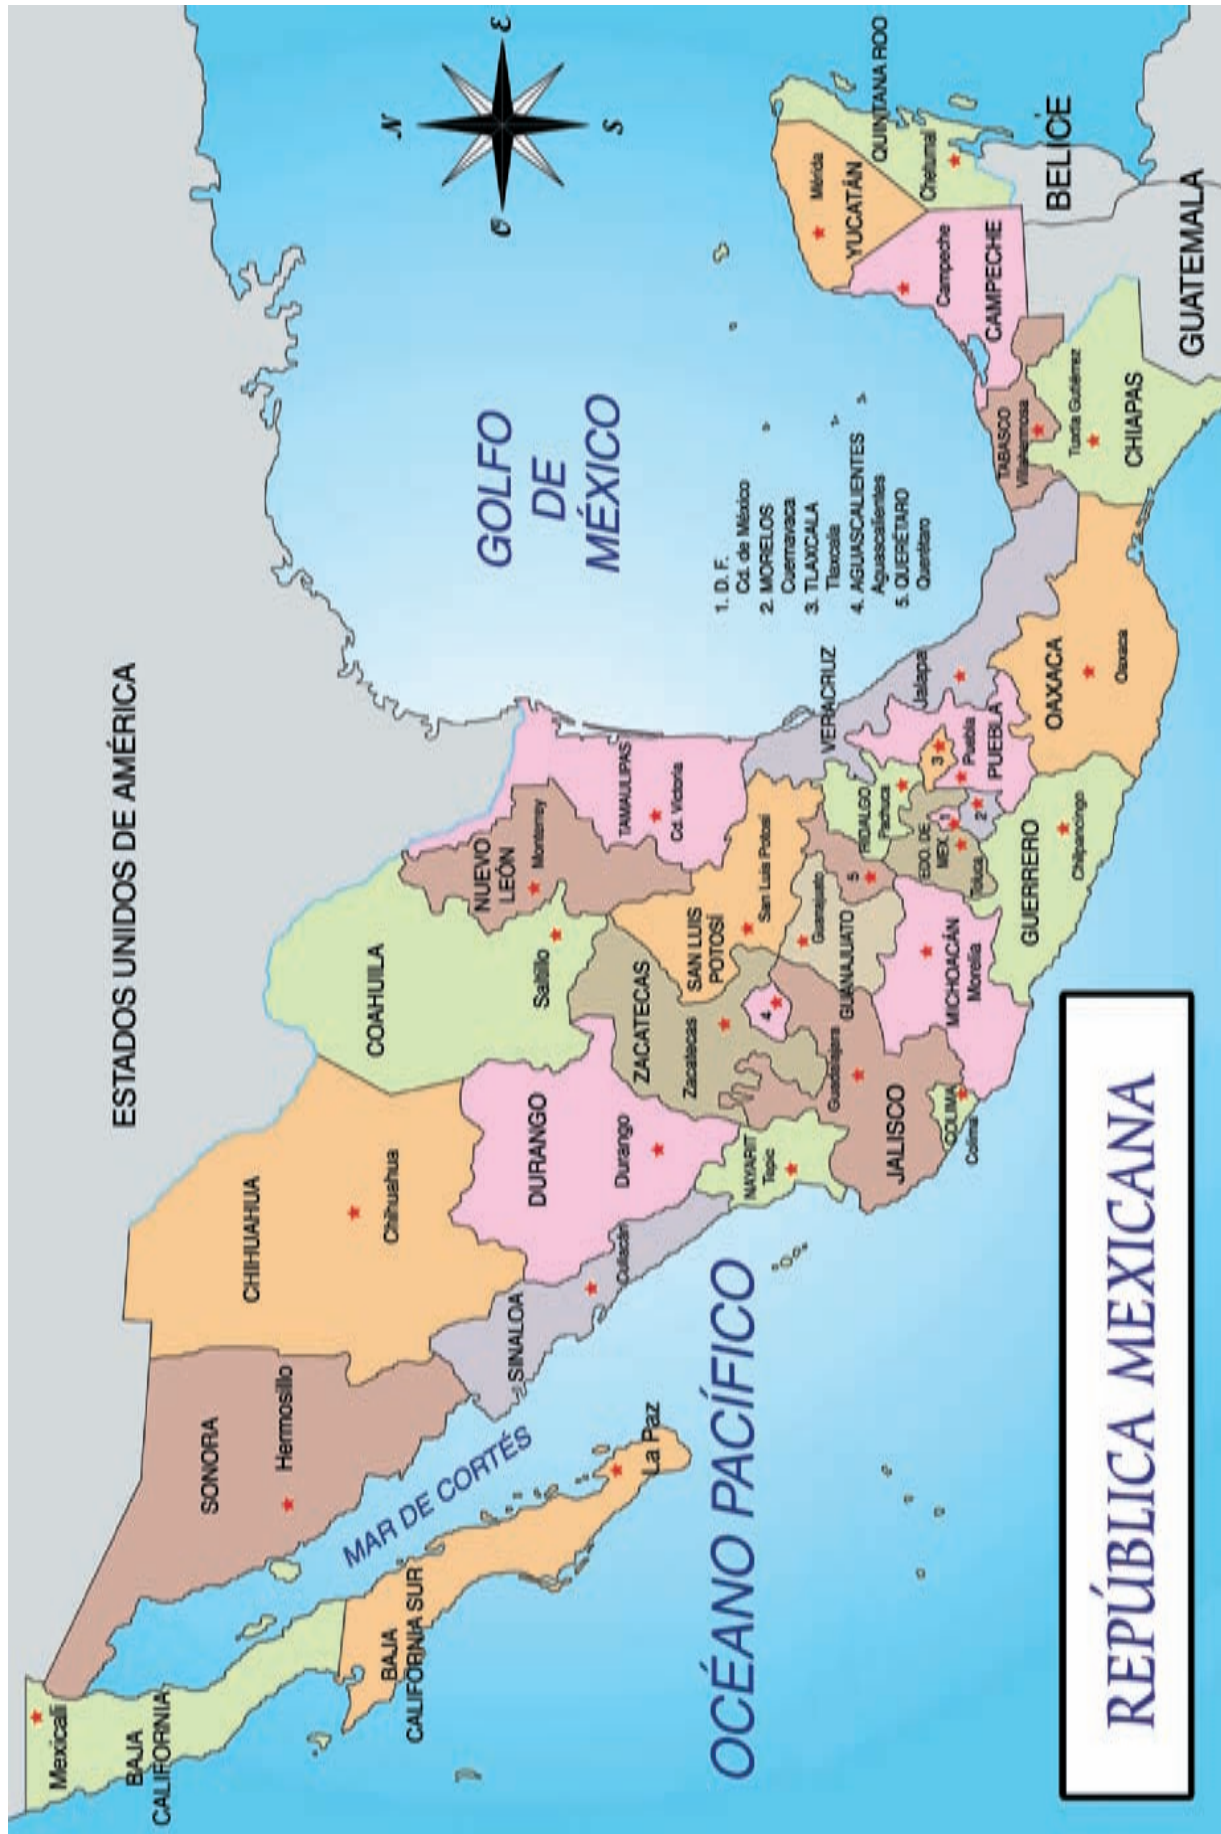 ESTADOS UNIDOS DE AMÉRICA
N
O
E
S
Mexicali
BAJA
CALIFORNIA
SONORA
Hermosillo
CHIHUAHUA
Chihuahua
COAHUILA
Saltillo
NUEVO
LEÓN
Monterrey
TAMAULIPAS
Cd. Victoria
GOLFO
DE
MÉXICO
MAR DE CORTÉS
BAJA
CALIFORNIA SUR
La Paz
SINALOA
Culiacán
DURANGO
Durango
ZACATECAS
Zacatecas
SAN LUIS
POTOSÍ
San Luis Potosí
1. D. F.
Cd. de México
2. MORELOS
Cuernavaca
3. TLAXCALA
Tlaxcala
4. AGUASCALIENTES
Aguascalientes
5. QUERÉTARO
Querétaro
OCÉANO PACÍFICO
NAYARIT
Tepic
4
Guadalajara
JALISCO
GUANAJUATO
Guanajuato
5
HIDALGO
Pachuca
VERACRUZ
Jalapa
COLIMA
Colima
MICHOACÁN
Morelia
EDO. DE
MEX.
Toluca
1
2
3
Puebla
PUEBLA
GUERRERO
Chilpancingo
OAXACA
Oaxaca
TABASCO
Villahermosa
Tuxtla Gutiérrez
CHIAPAS
Campeche
CAMPECHE
Mérida
YUCATÁN
QUINTANA ROO
Chetumal
BELICE
GUATEMALA
REPÚBLICA MEXICANA